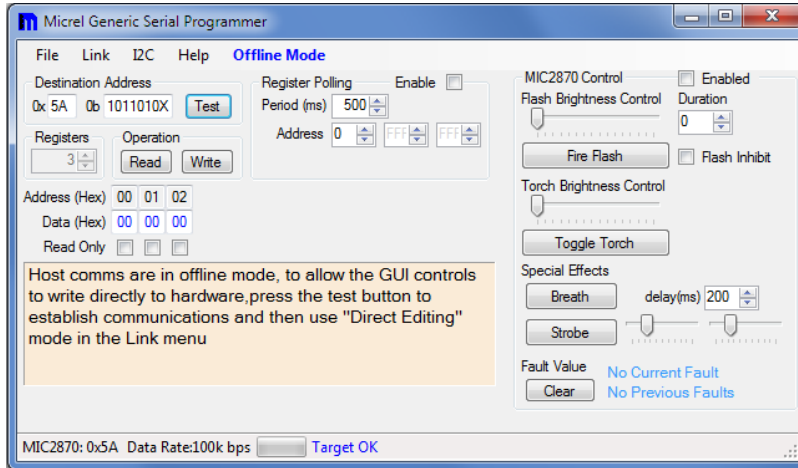 Micrel Generic Serial Programmer
File Link I2C Help Offline Mode
Destination Address
0x 5A 0b 1011010X Test
Registers
3
Operation
Read Write
Register Polling Enable
Period (ms) 500
Address 0 FFF FFF
Address (Hex) 00 01 02
Data (Hex) 00 00 00
Read Only
Host comms are in offline mode, to allow the GUI controls
to write directly to hardware,press the test button to
establish communications and then use "Direct Editing"
mode in the Link menu
MIC2870 Control Enabled
Flash Brightness Control Duration
0
Fire Flash Flash Inhibit
Torch Brightness Control
Toggle Torch
Special Effects
Breath delay(ms) 200
Strobe
Fault Value No Current Fault
Clear No Previous Faults
MIC2870: 0x5A Data Rate:100k bps Target OK